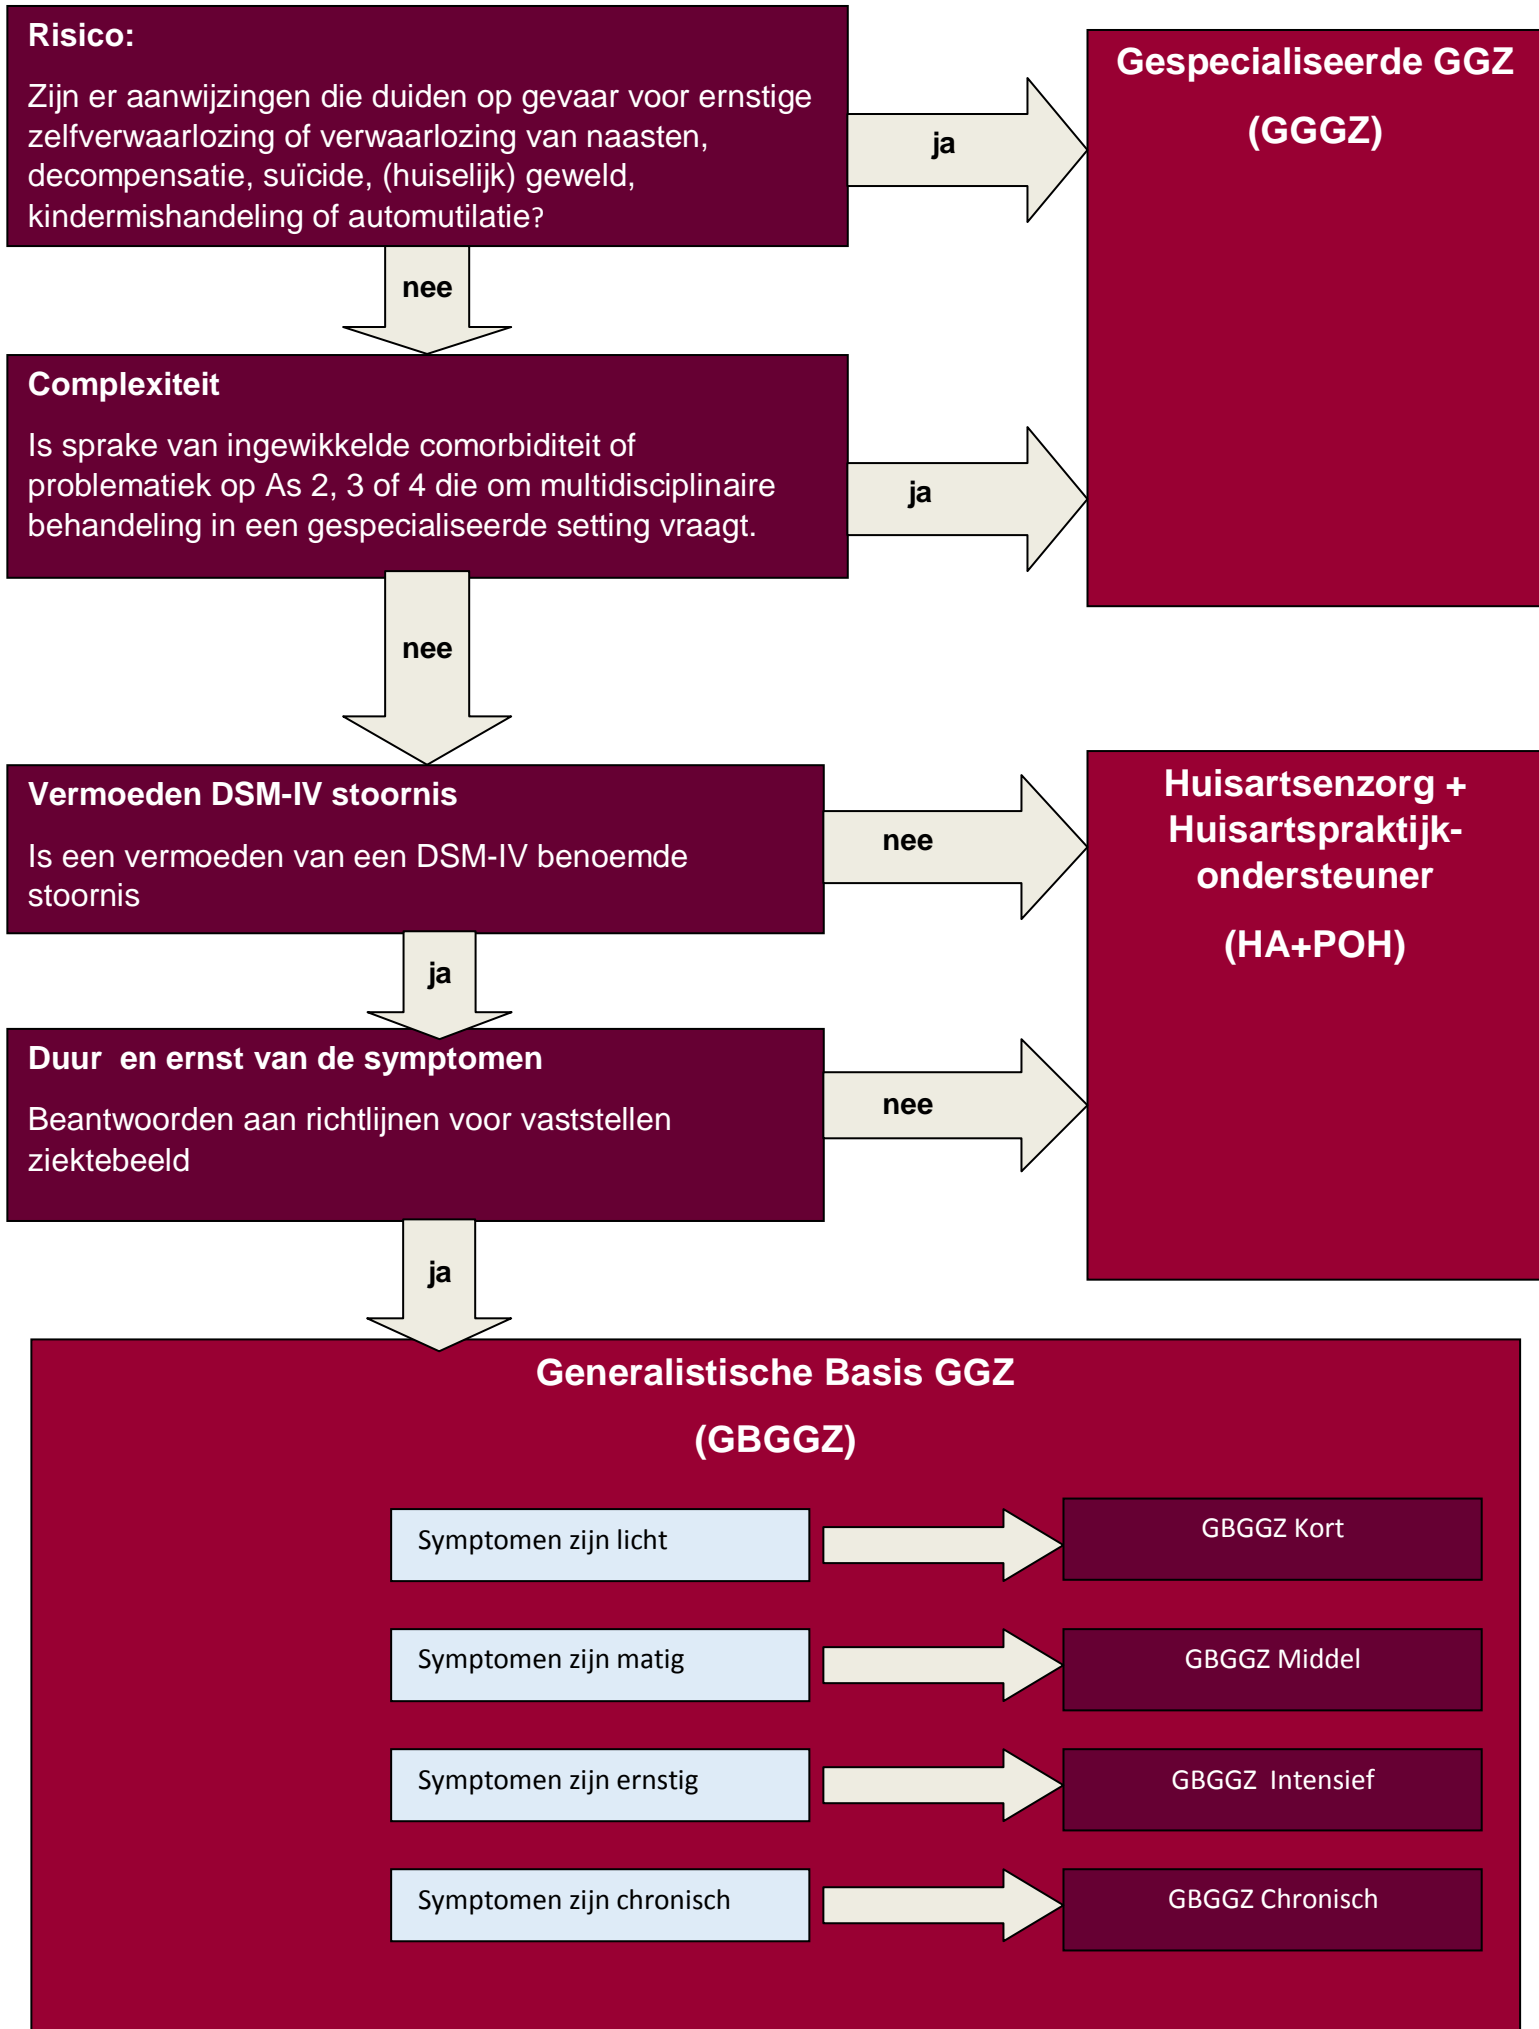 Risico:
Zijn er aanwijzingen die duiden op gevaar voor ernstige
zelfverwaarlozing of verwaarlozing van naasten,
decompensatie, suïcide, (huiselijk) geweld,
kindermishandeling of automutilatie?
ja
Gespecialiseerde GGZ
(GGGZ)
nee
Complexiteit
Is sprake van ingewikkelde comorbiditeit of
problematiek op As 2, 3 of 4 die om multidisciplinaire
behandeling in een gespecialiseerde setting vraagt.
ja
nee
Vermoeden DSM-IV stoornis
Is een vermoeden van een DSM-IV benoemde
stoornis
nee
Huisartsenzorg +
Huisartspraktijk-
ondersteuner
(HA+POH)
ja
Duur  en ernst van de symptomen
Beantwoorden aan richtlijnen voor vaststellen
ziektebeeld
nee
ja
Generalistische Basis GGZ
(GBGGZ)
Symptomen zijn licht
GBGGZ Kort
Symptomen zijn matig
GBGGZ Middel
Symptomen zijn ernstig
GBGGZ  Intensief
Symptomen zijn chronisch
GBGGZ Chronisch